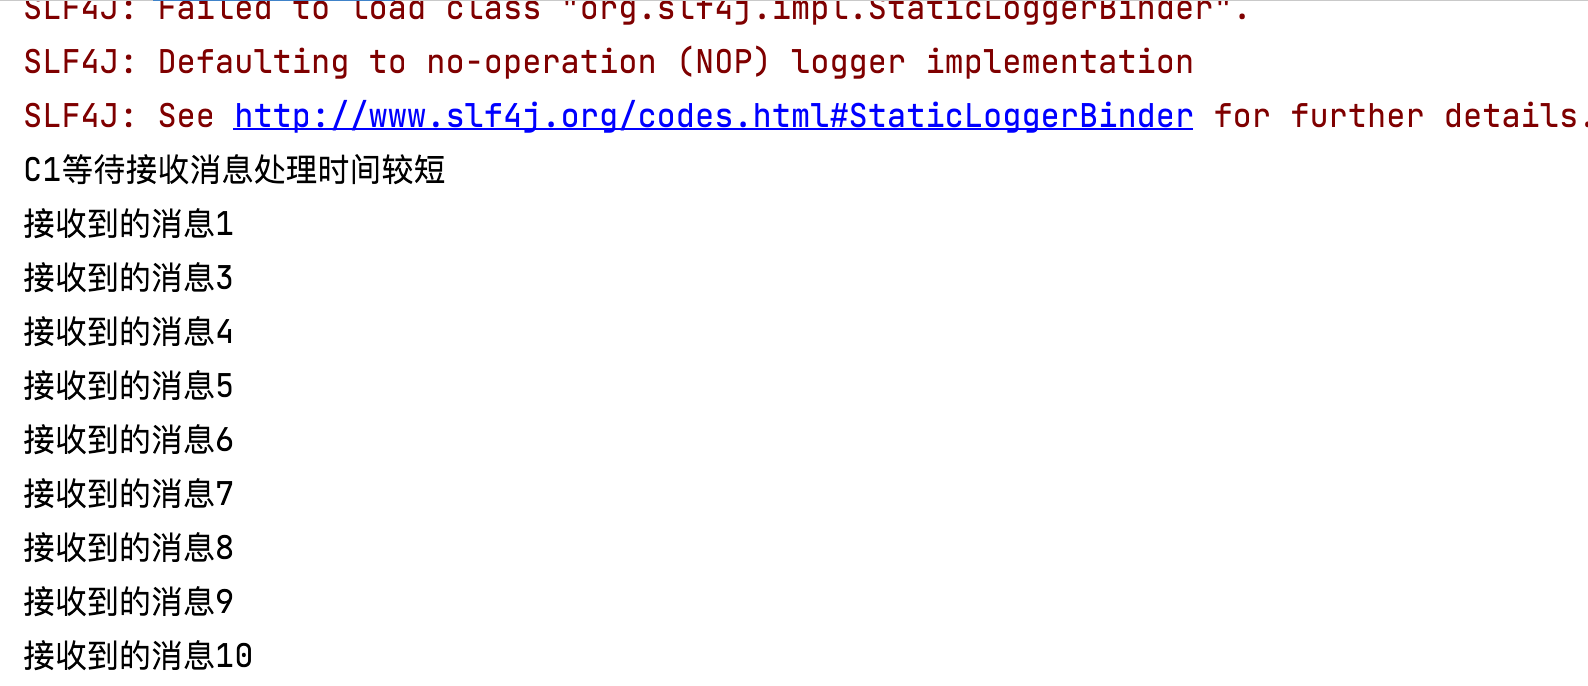 SLF4J: Failed to load class "org.slf4j.impl.StaticLoggerBinder".
SLF4J: Defaulting to no-operation (NOP) logger implementation
SLF4J: See http://www.slf4j.org/codes.html#StaticLoggerBinder for further details.
C1等待接收消息处理时间较短
接收到的消息1
接收到的消息3
接收到的消息4
接收到的消息5
接收到的消息6
接收到的消息7
接收到的消息8
接收到的消息9
接收到的消息10